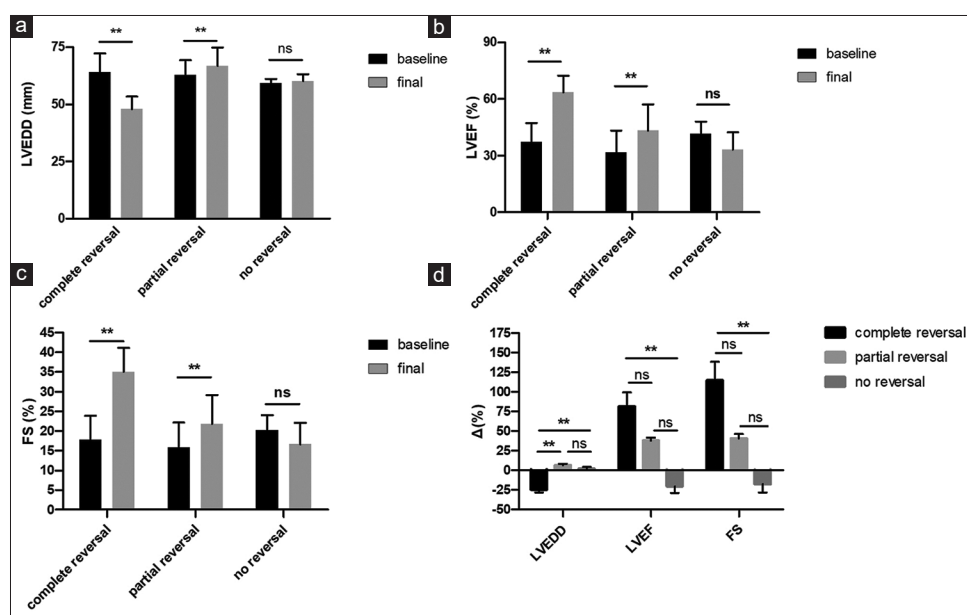 a
LVEDD (mm)
75
50
25
0
** ** ns
baseline
final
complete reversal
partial reversal
no reversal
b
LVEF (%)
90
60
30
0
** ** ns
baseline
final
complete reversal
partial reversal
no reversal
c
FS (%)
45
40
35
30
25
20
15
10
5
0
** ** ns
baseline
final
complete reversal
partial reversal
no reversal
d
Δ(%)
175
150
125
100
75
50
25
0
-25
-50
**
** ns
**
ns
ns
**
ns
ns
complete reversal
partial reversal
no reversal
LVEDD
LVEF
FS